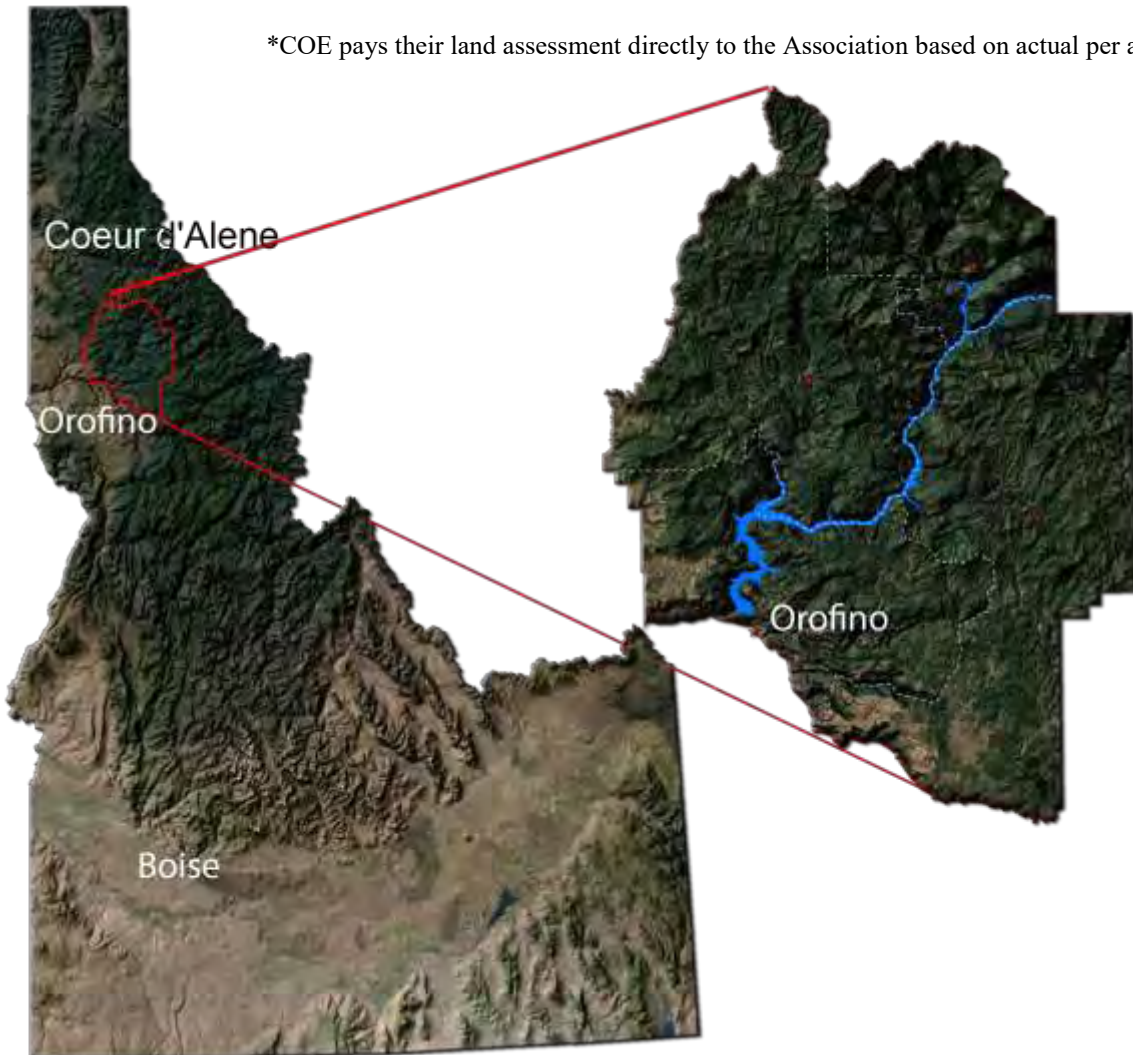 *COE pays their land assessment directly to the Association based on actual per
Coeur d'Alene
Orofino
Orofino
Boise